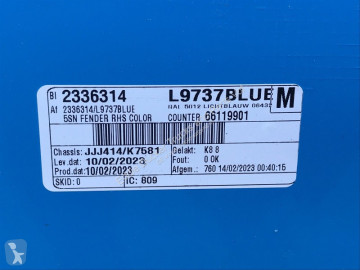 BI 2336314 L9737BLUE M
Af 2336314/L9737BLUE RAL 5012 LICHTBLAUW 06432
5SN FENDER RHS COLOR COUNTER 66119901
Chassis: JJJ414/K7581 Gelakt: K8 8
Lev.dat: 10/02/2023 Fout: 0 OK
Prod.dat: 10/02/2023 Afgem.: 760 14/02/2023 00:40:15
SKID: 0 IC: 809